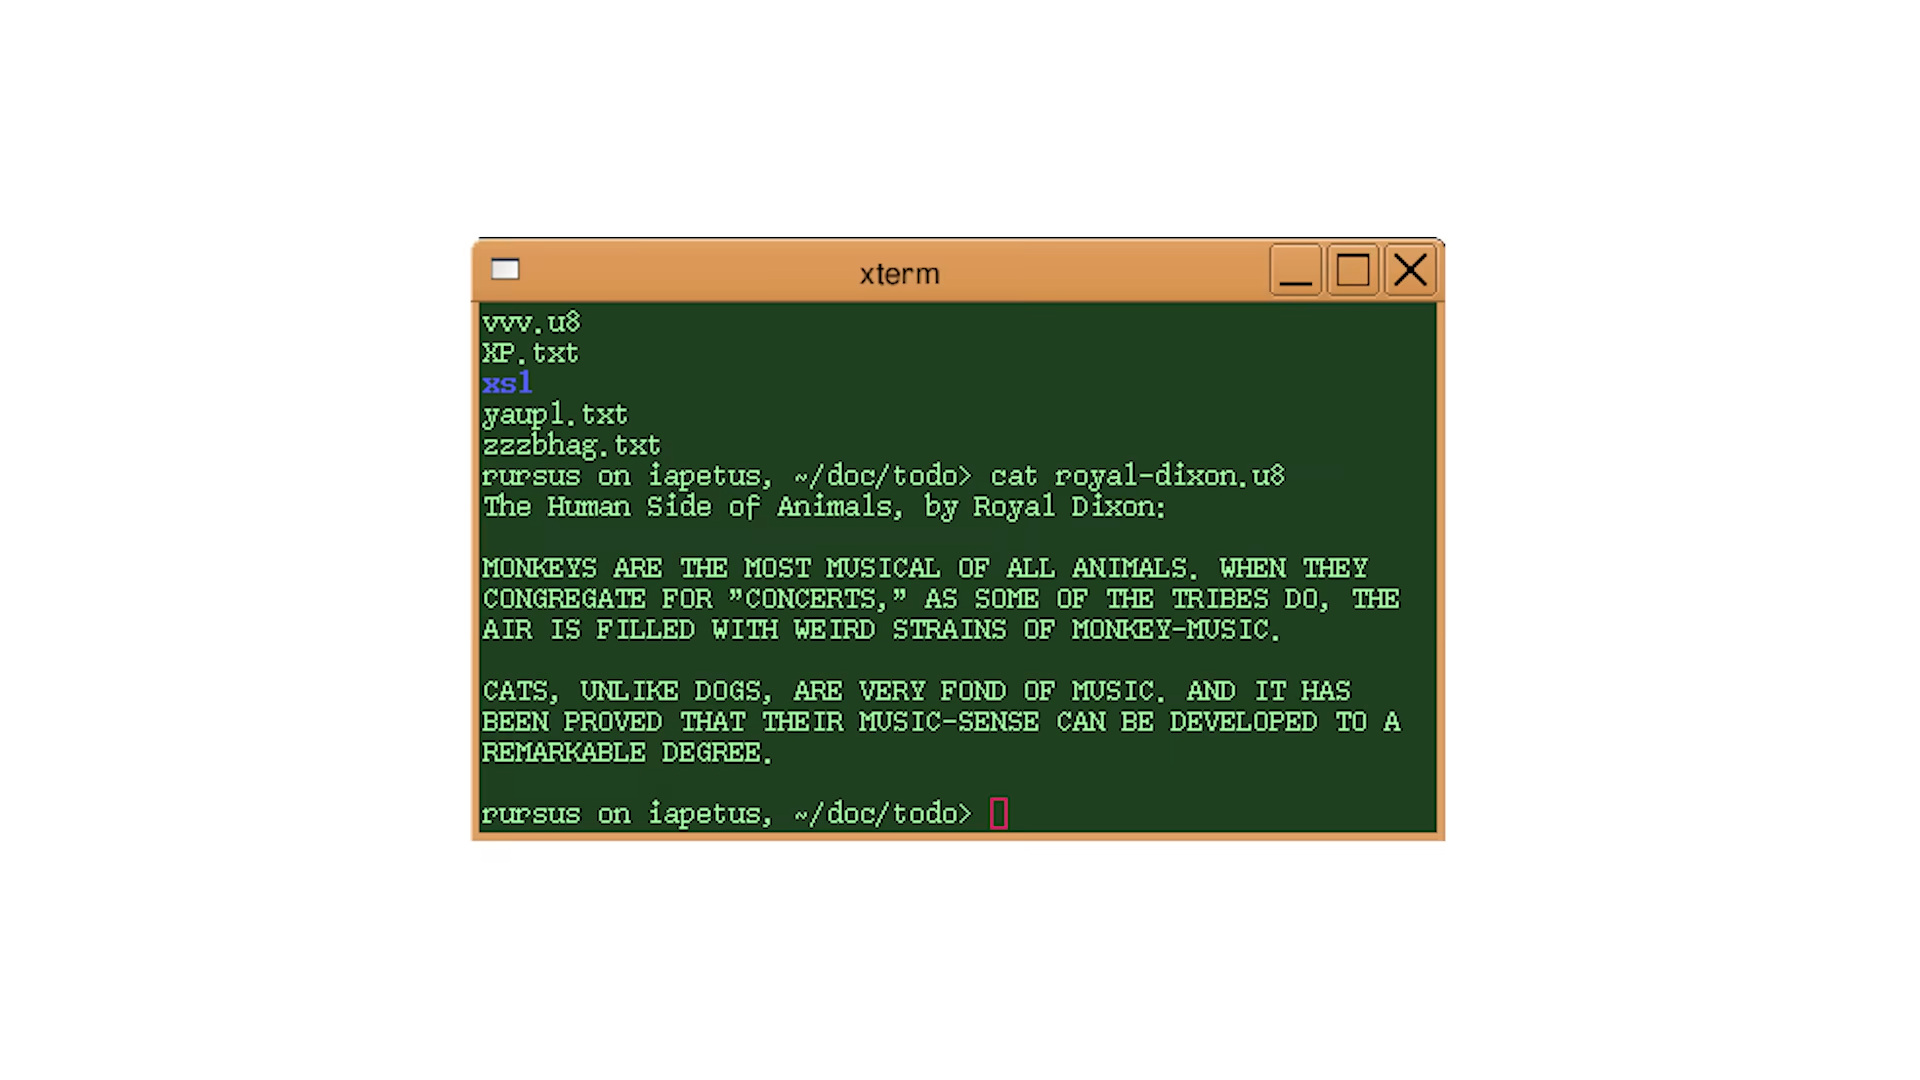 xterm
vvv.u8
XP.txt
xsl
yaupl.txt
zzzbhag.txt
rursus on iapetus, ~/doc/todo> cat royal-dixon.u8
The Human Side of Animals, by Royal Dixon:
MONKEYS ARE THE MOST MUSICAL OF ALL ANIMALS. WHEN THEY
CONGREGATE FOR ”CONCERTS,” AS SOME OF THE TRIBES DO, THE
AIR IS FILLED WITH WEIRD STRAINS OF MONKEY-MUSIC.
CATS, UNLIKE DOGS, ARE VERY FOND OF MUSIC. AND IT HAS
BEEN PROVED THAT THEIR MUSIC-SENSE CAN BE DEVELOPED TO A
REMARKABLE DEGREE.
rursus on iapetus, ~/doc/todo>